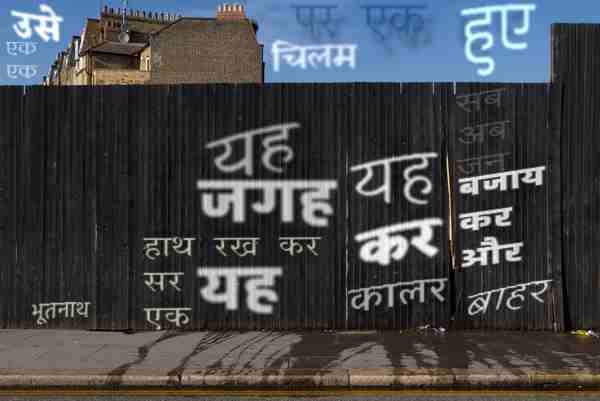 उसे
एक
एक
चिलम
पर एक
हुए
यह
जगह
हाथ रख कर
सर यह
एक
भूतनाथ
यह
कर
कालर
सब
अब
जन
बजाय
कर
और
बाहर